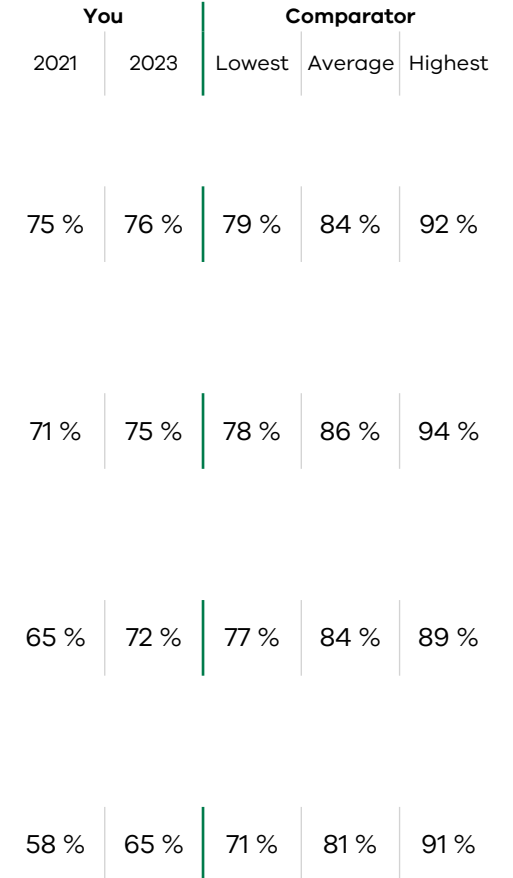 You Comparator
2021 2023 Lowest Average Highest
75 % 76 % 79 % 84 % 92 %
71 % 75 % 78 % 86 % 94 %
65 % 72 % 77 % 84 % 89 %
58 % 65 % 71 % 81 % 91 %